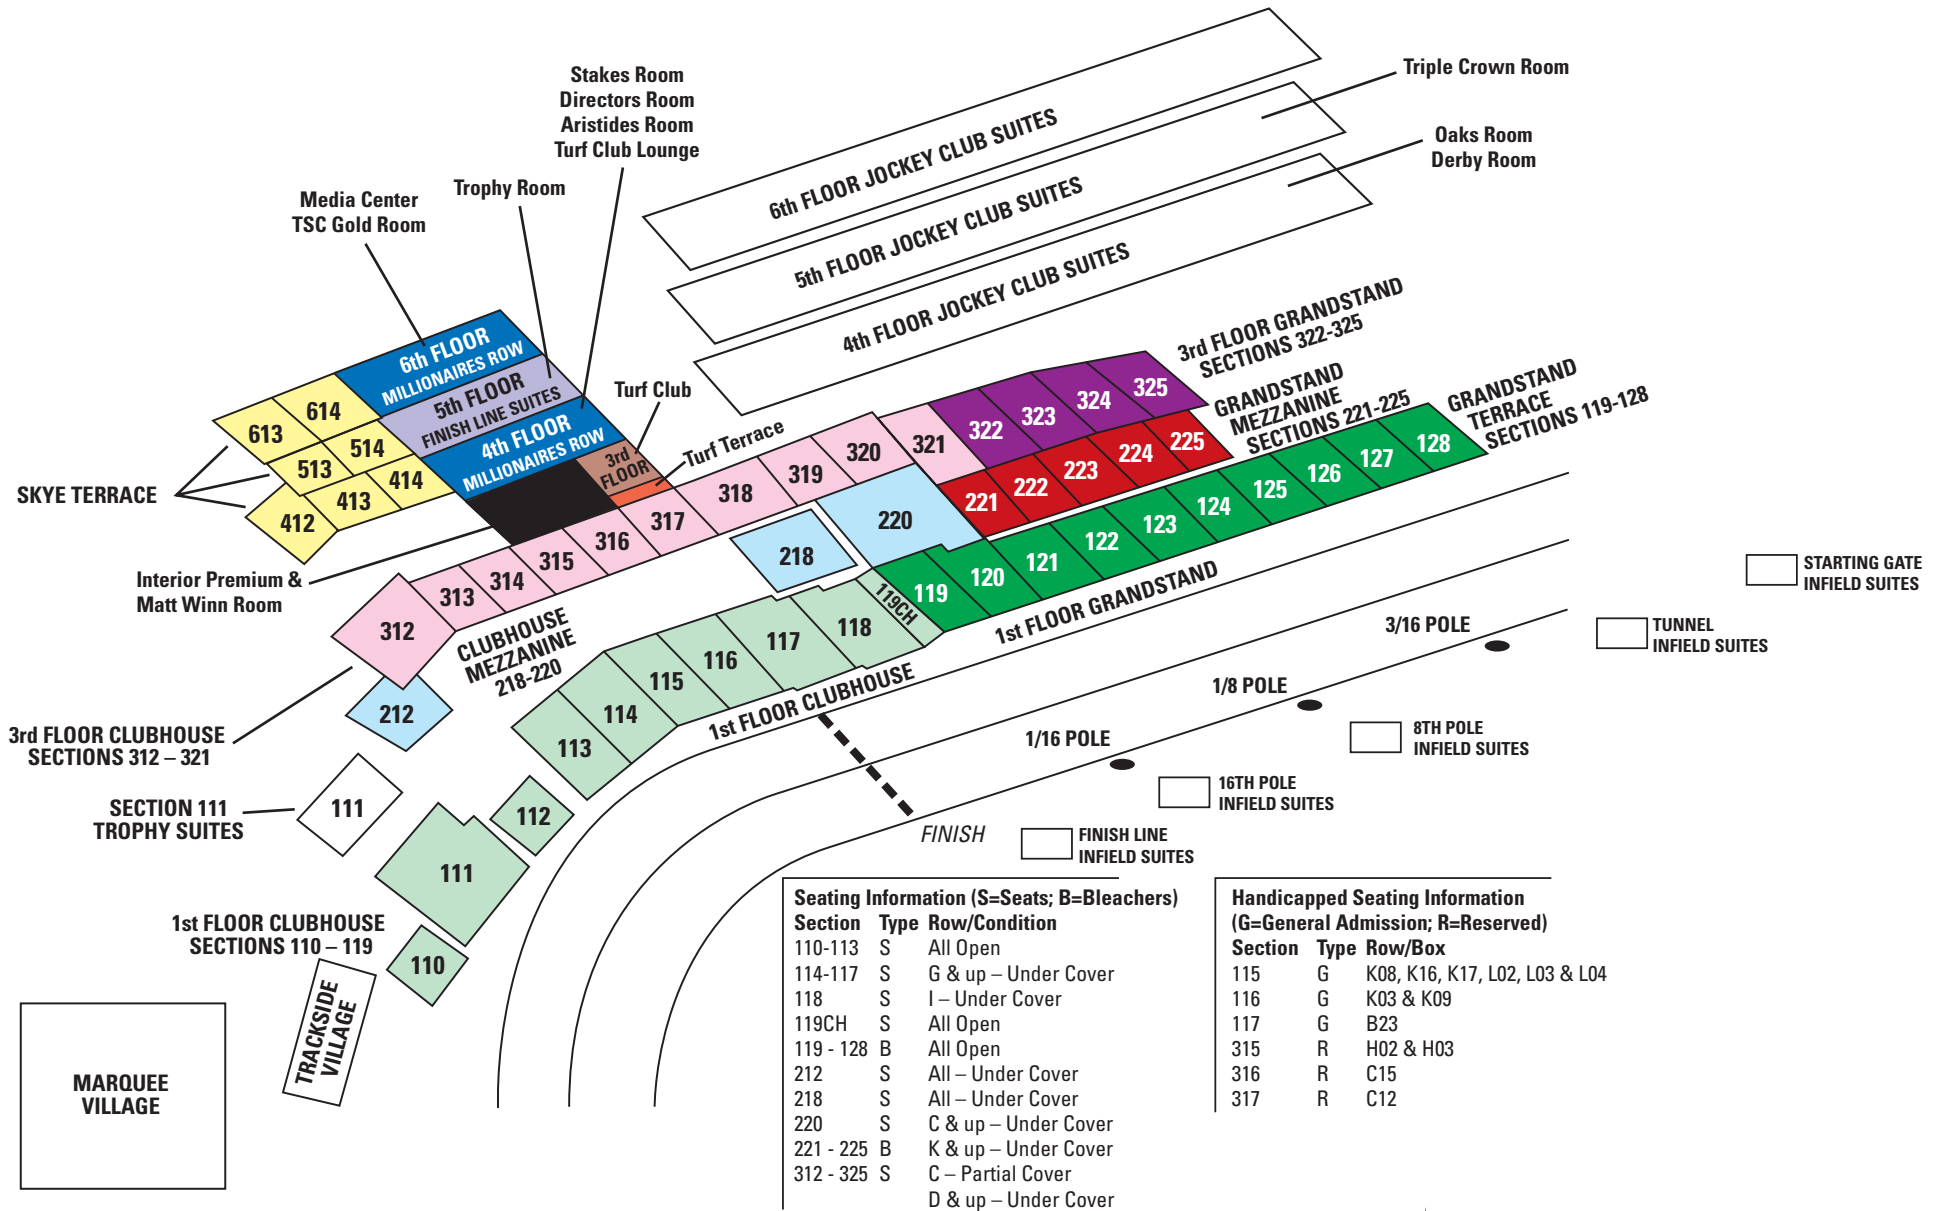 Stakes Room
Directors Room
Aristides Room
Turf Club Lounge
Trophy Room
Media Center
TSC Gold Room
Triple Crown Room
Oaks Room
Derby Room
6th FLOOR JOCKEY CLUB SUITES
5th FLOOR JOCKEY CLUB SUITES
4th FLOOR JOCKEY CLUB SUITES
6th FLOOR
MILLIONAIRES ROW
5th FLOOR
FINISH LINE SUITES
4th FLOOR
MILLIONAIRES ROW
3rd
FLOOR
Turf Club
Turf Terrace
613
614
513
514
412
413
414
SKYE TERRACE
Interior Premium &
Matt Winn Room
312
313
314
315
316
317
318
319
320
321
322
323
324
325
3rd FLOOR GRANDSTAND
SECTIONS 322-325
GRANDSTAND
MEZZANINE
SECTIONS 221-225
GRANDSTAND
TERRACE
SECTIONS 119-128
221
222
223
224
225
218
220
212
119
120
121
122
123
124
125
126
127
128
1st FLOOR GRANDSTAND
CLUBHOUSE
MEZZANINE
218-220
3rd FLOOR CLUBHOUSE
SECTIONS 312 – 321
113
114
115
116
117
118
119CH
1st FLOOR CLUBHOUSE
112
111
111
110
SECTION 111
TROPHY SUITES
1st FLOOR CLUBHOUSE
SECTIONS 110 – 119
TRACKSIDE
VILLAGE
MARQUEE
VILLAGE
FINISH
1/16 POLE
1/8 POLE
3/16 POLE
STARTING GATE
INFIELD SUITES
TUNNEL
INFIELD SUITES
8TH POLE
INFIELD SUITES
16TH POLE
INFIELD SUITES
FINISH LINE
INFIELD SUITES
Seating Information (S=Seats; B=Bleachers)
Section Type Row/Condition
110-113 S All Open
114-117 S G & up – Under Cover
118 S I – Under Cover
119CH S All Open
119 - 128 B All Open
212 S All – Under Cover
218 S All – Under Cover
220 S C & up – Under Cover
221 - 225 B K & up – Under Cover
312 - 325 S C – Partial Cover
D & up – Under Cover
Handicapped Seating Information
(G=General Admission; R=Reserved)
Section Type Row/Box
115 G K08, K16, K17, L02, L03 & L04
116 G K03 & K09
117 G B23
315 R H02 & H03
316 R C15
317 R C12